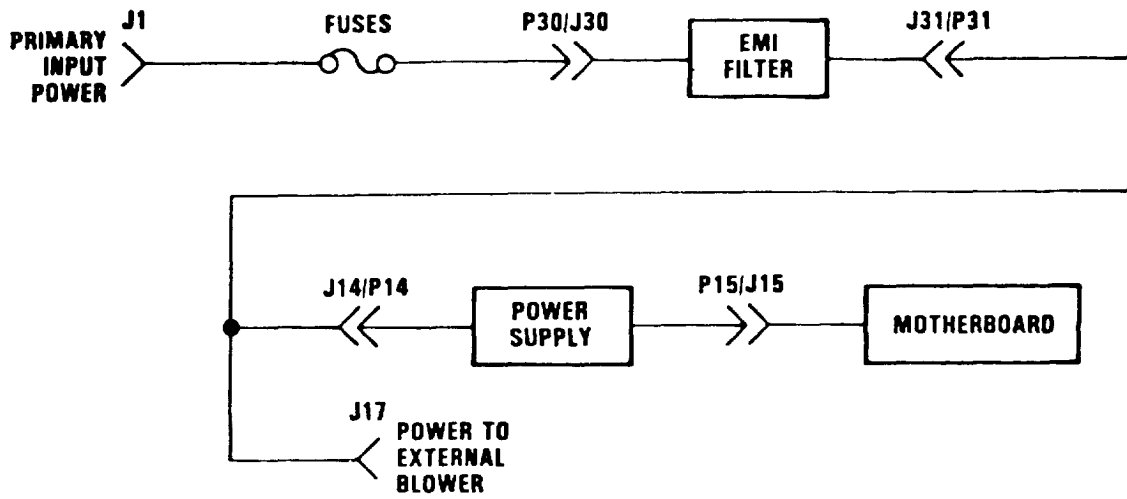 J1
PRIMARY
INPUT
POWER
FUSES
P30/J30
EMI
FILTER
J31/P31
J14/P14
POWER
SUPPLY
P15/J15
MOTHERBOARD
J17
POWER TO
EXTERNAL
BLOWER